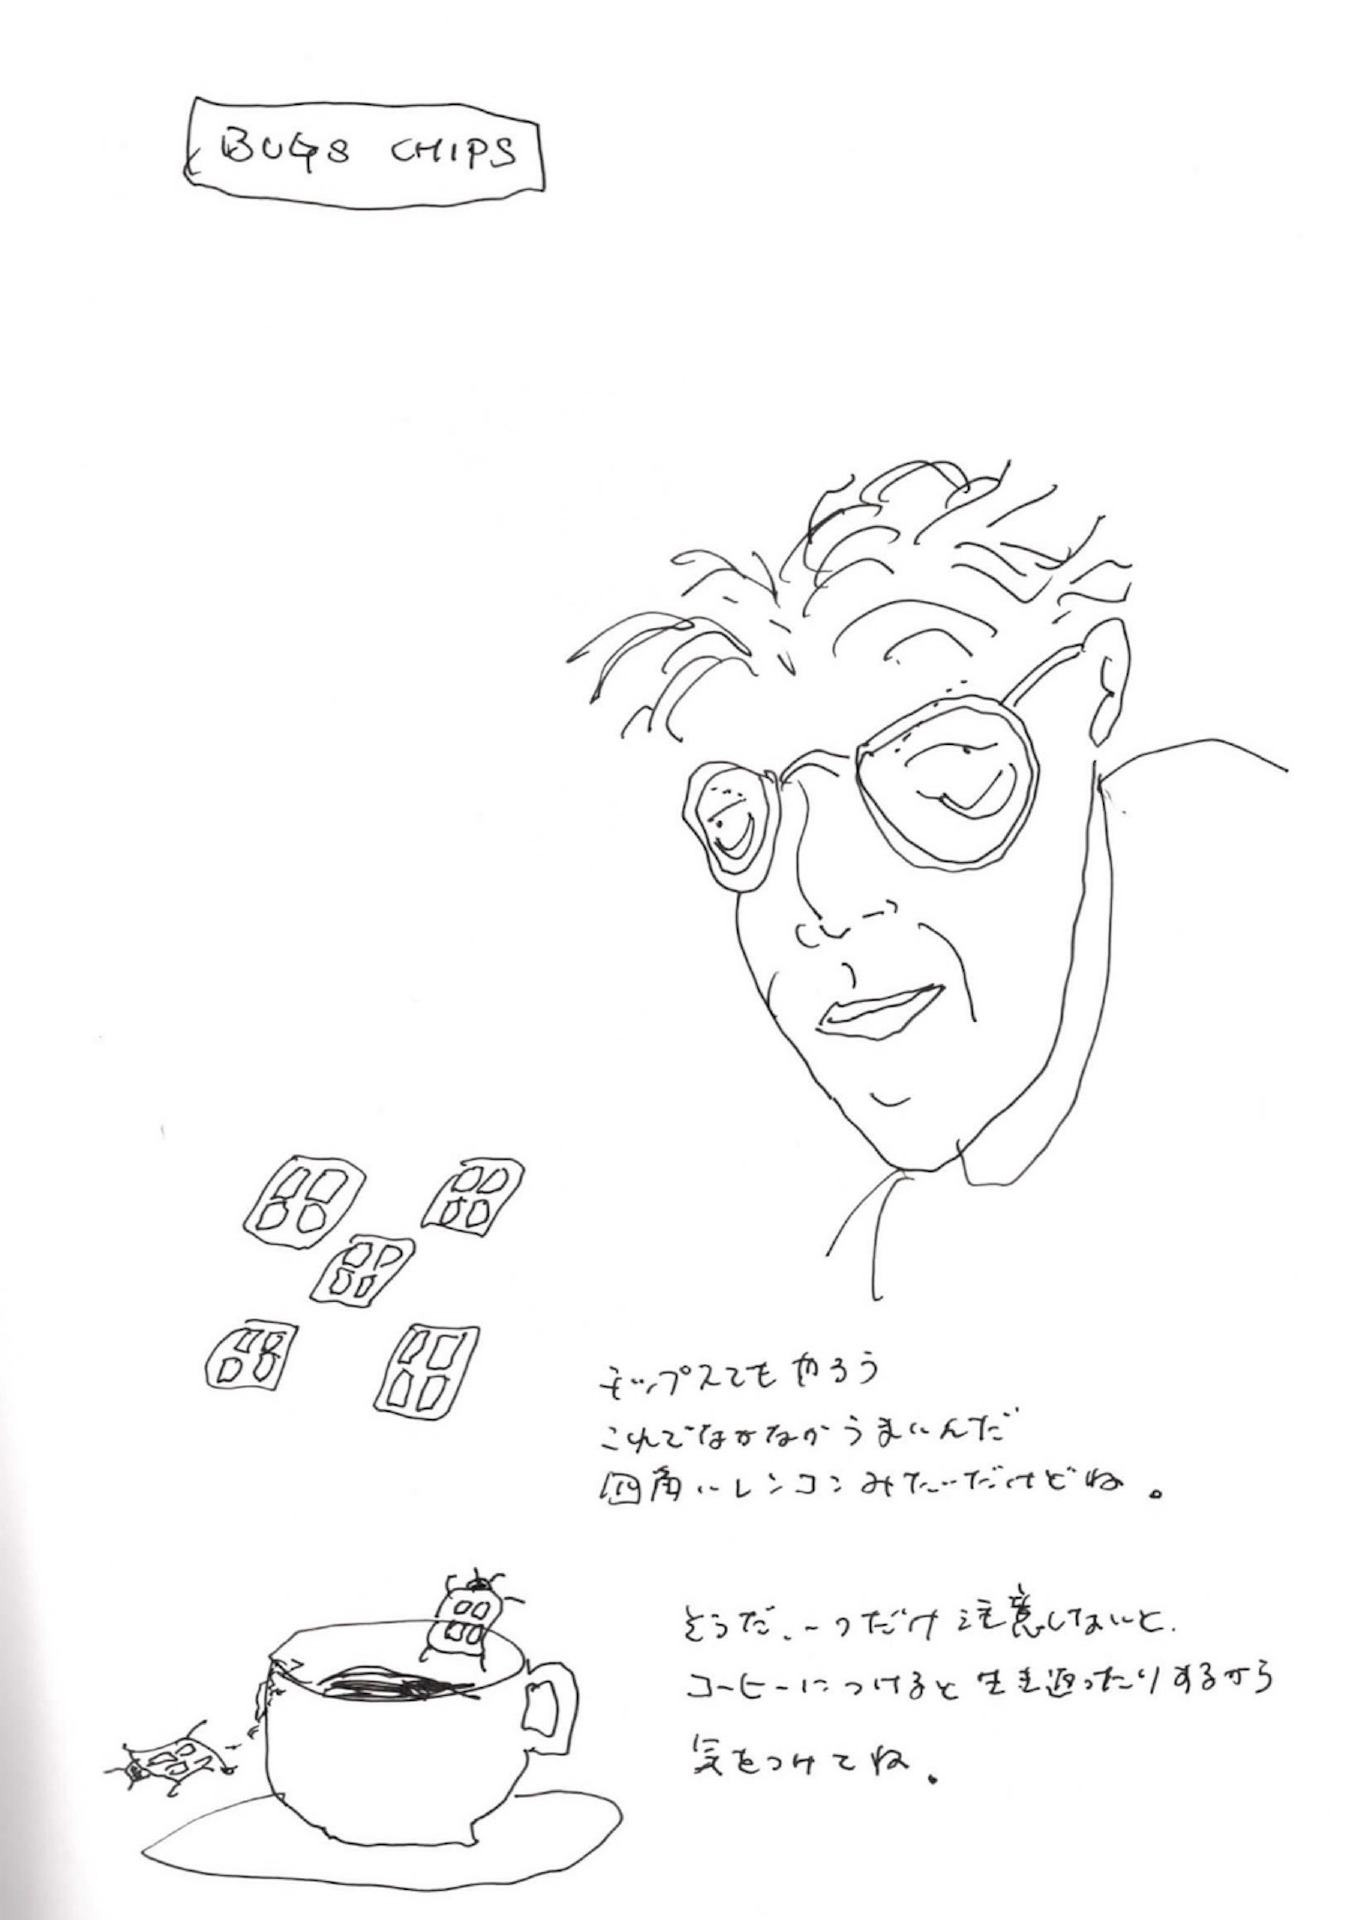 BUGS CHIPS
チップスでもやろう
これでなかなかうまいんだ
四角いレンコンみたいだけどね。
そうだ、一つだけ注意しないと、
コーヒーにつけると生き返ったりするから
気をつけてね。